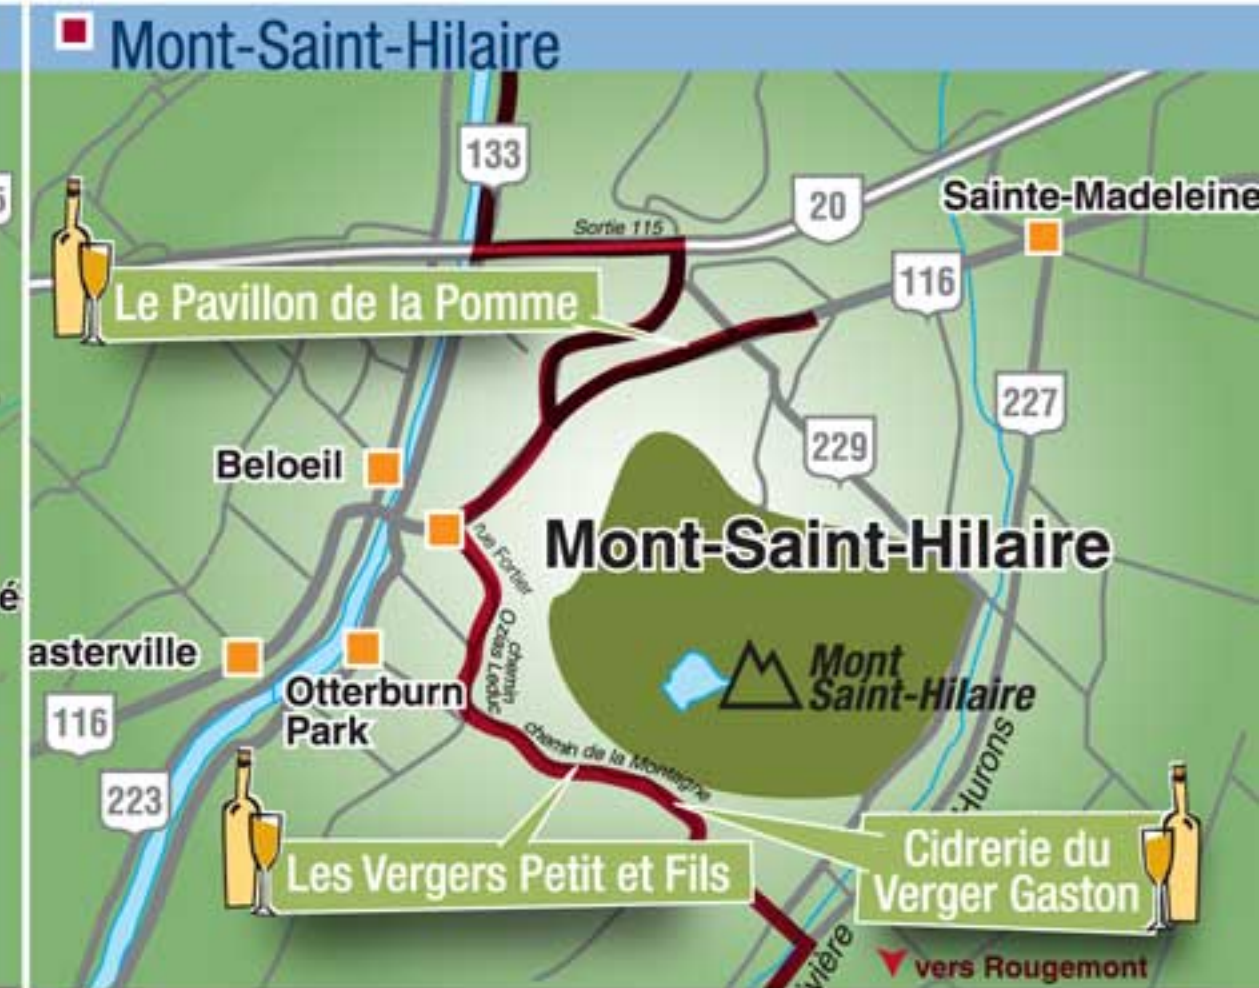 Mont-Saint-Hilaire
133
Sortie 115
20
Sainte-Madeleine
116
Le Pavillon de la Pomme
227
229
Beloeil
rue Fortier
Mont-Saint-Hilaire
chemin
Ozias Leduc
asterville
Otterburn
Park
Mont
Saint-Hilaire
116
223
chemin de la Montagne
Hurons
Les Vergers Petit et Fils
Cidrerie du
Verger Gaston
ivière
vers Rougemont